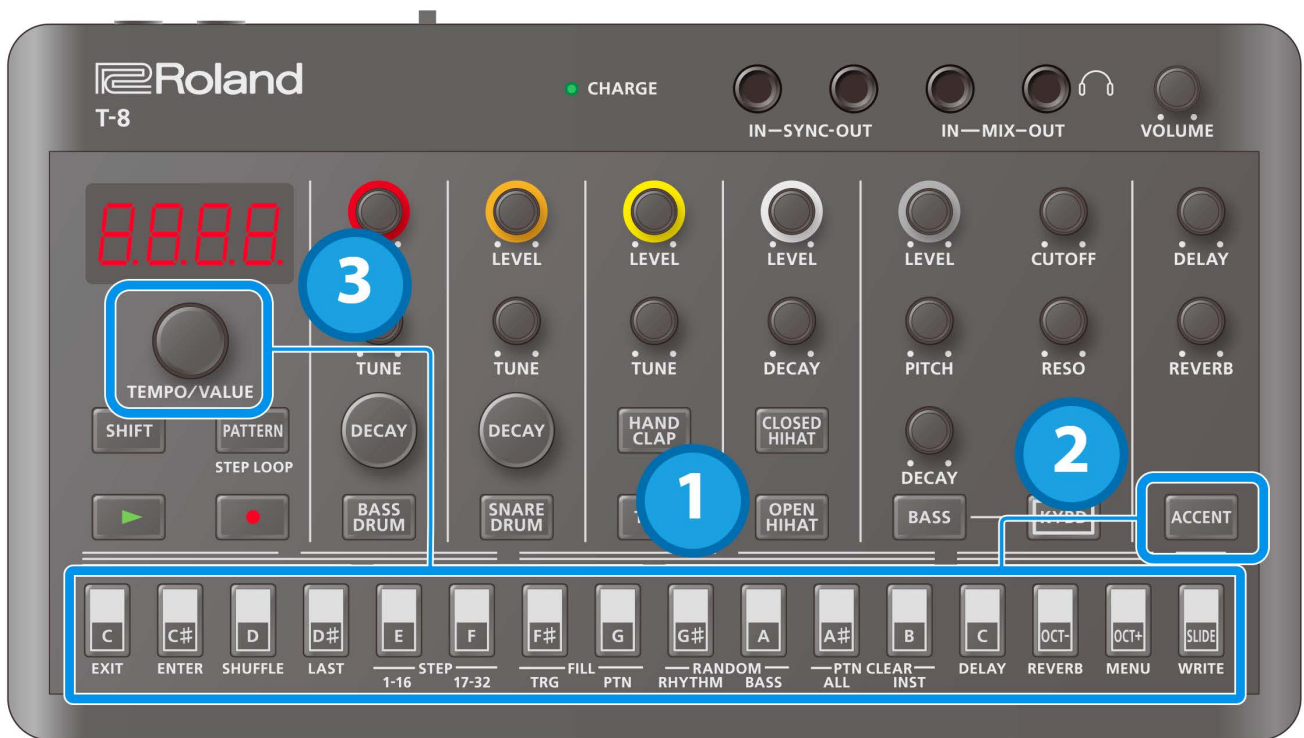 Roland
T-8
CHARGE
IN–SYNC-OUT
IN—MIX–OUT
VOLUME
8.8.8.8.
3
LEVEL
LEVEL
LEVEL
LEVEL
CUTOFF
DELAY
TEMPO/VALUE
TUNE
TUNE
TUNE
DECAY
PITCH
RESO
REVERB
SHIFT
PATTERN
STEP LOOP
DECAY
DECAY
HAND
CLAP
CLOSED
HIHAT
DECAY
1
2
BASS
DRUM
SNARE
DRUM
OPEN
HIHAT
BASS
KYBD
ACCENT
C
C#
D
D#
E
F
F#
G
G#
A
A#
B
C
OCT-
OCT+
SLIDE
EXIT
ENTER
SHUFFLE
LAST
STEP
1-16
17-32
FILL
TRG
PTN
RANDOM
RHYTHM
BASS
PTN CLEAR
ALL
INST
DELAY
REVERB
MENU
WRITE